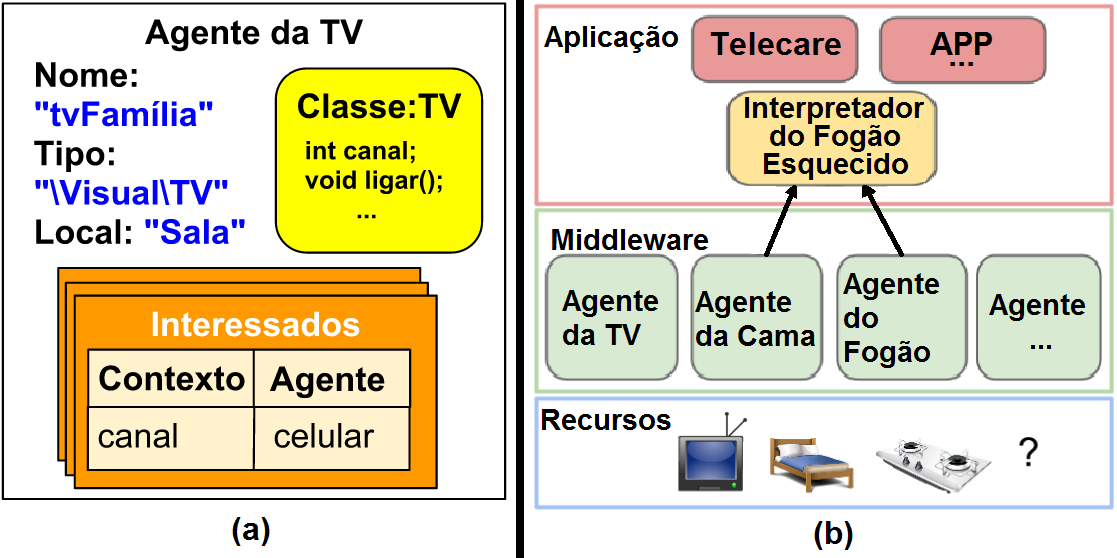 Agente da TV
Nome:
"tvFamília"
Tipo:
"\Visual\TV"
Local: "Sala"
Classe:TV
int canal;
void ligar();
...
Interessados
Contexto Agente
canal celular
(a)
Aplicação
Telecare
APP
...
Interpretador
do Fogão
Esquecido
Middleware
Agente
da TV
Agente
da Cama
Agente
do
Fogão
Agente
...
Recursos
?
(b)